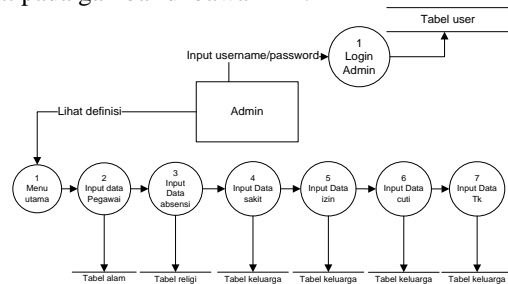 Tabel user
1
Login
Admin
Input username/password
Admin
Lihat definisi
1
Menu
utama
2
Input data
Pegawai
3
Input
Data
absensi
4
Input Data
sakit
5
Input Data
izin
6
Input Data
cuti
7
Input Data
Tk
Tabel alam
Tabel religi
Tabel keluarga
Tabel keluarga
Tabel keluarga
Tabel keluarga